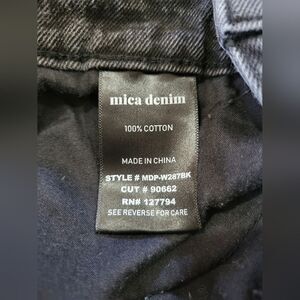 mica denim
100% COTTON
MADE IN CHINA
STYLE # MDP-W287BK
CUT # 90662
RN# 127794
SEE REVERSE FOR CARE